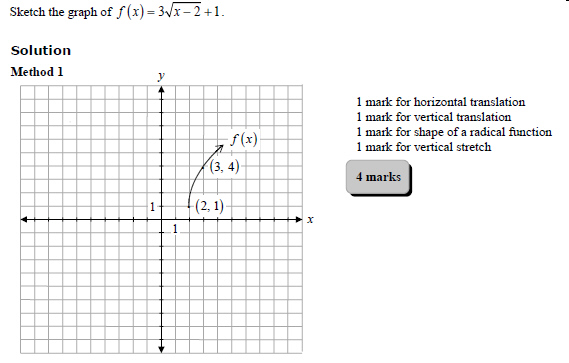 Sketch the graph of f(x) = 3√x − 2 + 1.
Solution
Method 1
y
f(x)
(3, 4)
1
(2, 1)
x
1
1 mark for horizontal translation
1 mark for vertical translation
1 mark for shape of a radical function
1 mark for vertical stretch
4 marks